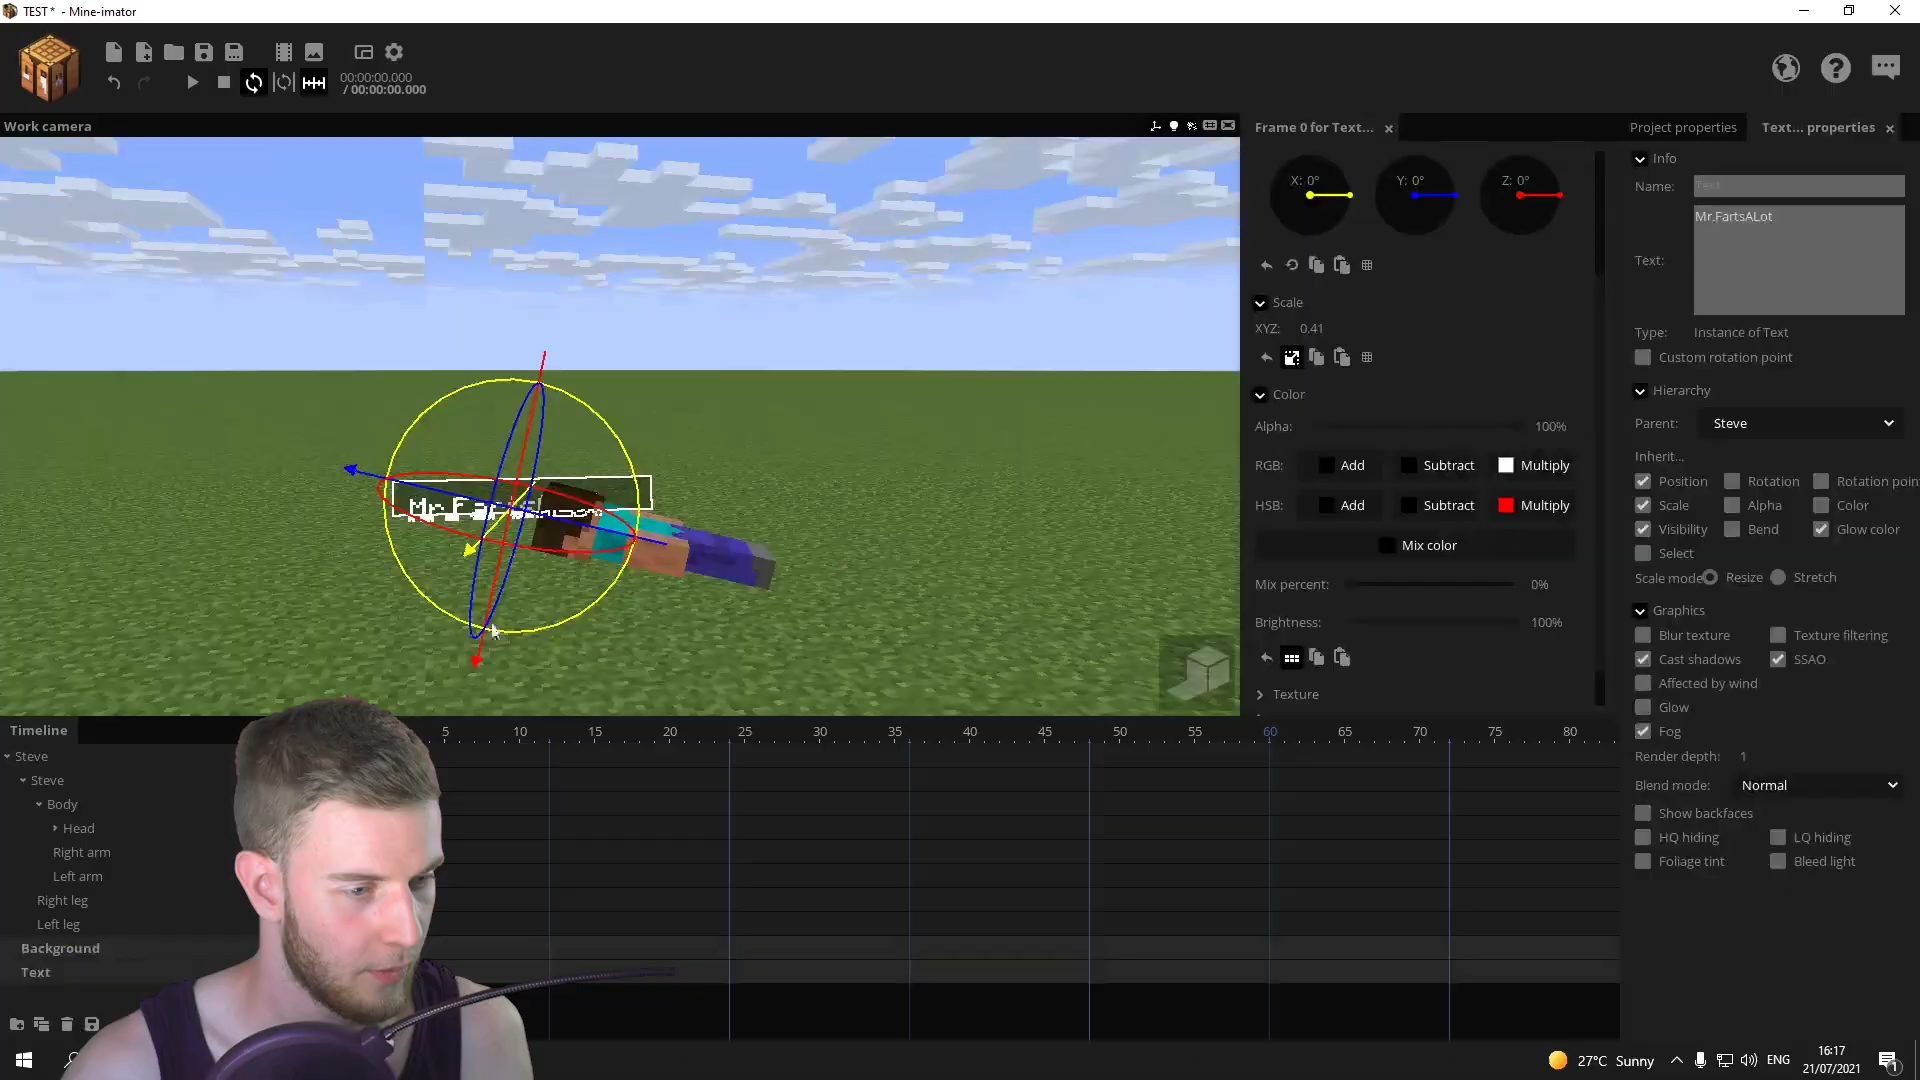 TEST * - Mine-imator
00:00:00.000
/ 00:00:00.000
Work camera
Frame 0 for Text...
Project properties
Text... properties
X: 0°
Y: 0°
Z: 0°
Scale
XYZ: 0.41
Color
Alpha: 100%
RGB: Add Subtract Multiply
HSB: Add Subtract Multiply
Mix color
Mix percent: 0%
Brightness: 100%
Texture
Info
Name: Text
Text: Mr.FartsALot
Type: Instance of Text
Custom rotation point
Hierarchy
Parent: Steve
Inherit...
Position Rotation Rotation poin
Scale Alpha Color
Visibility Bend Glow color
Select
Scale mode Resize Stretch
Graphics
Blur texture Texture filtering
Cast shadows SSAO
Affected by wind
Glow
Fog
Render depth: 1
Blend mode: Normal
Show backfaces
HQ hiding LQ hiding
Foliage tint Bleed light
Timeline
5 10 15 20 25 30 35 40 45 50 55 60 65 70 75 80
Steve
Steve
Body
Head
Right arm
Left arm
Right leg
Left leg
Background
Text
27°C Sunny
ENG
16:17
21/07/2021
1